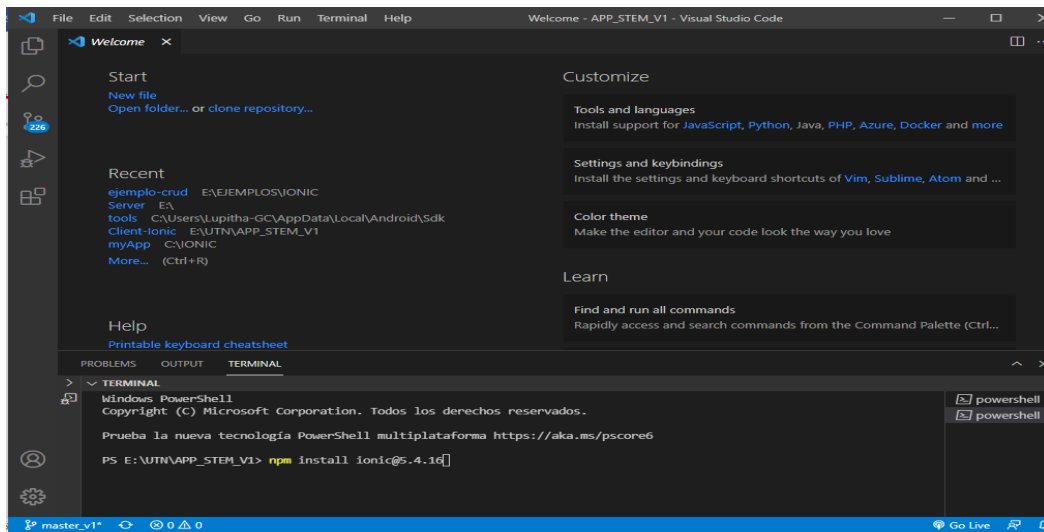 File Edit Selection View Go Run Terminal Help Welcome - APP_STEM_V1 - Visual Studio Code
Welcome
Start
New file
Open folder... or clone repository...
226
Recent
ejemplo-crud E:\EJEMPLOS\IONIC
Server E:\
tools C:\Users\Lupitha-GC\AppData\Local\Android\Sdk
Client-Ionic E:\UTN\APP_STEM_V1
myApp C:\IONIC
More... (Ctrl+R)
Help
Printable keyboard cheatsheet
Customize
Tools and languages
Install support for JavaScript, Python, Java, PHP, Azure, Docker and more
Settings and keybindings
Install the settings and keyboard shortcuts of Vim, Sublime, Atom and ...
Color theme
Make the editor and your code look the way you love
Learn
Find and run all commands
Rapidly access and search commands from the Command Palette (Ctrl...
PROBLEMS OUTPUT TERMINAL
TERMINAL
Windows PowerShell
Copyright (C) Microsoft Corporation. Todos los derechos reservados.
Prueba la nueva tecnología PowerShell multiplataforma https://aka.ms/pscore6
PS E:\UTN\APP_STEM_V1> npm install ionic@5.4.16
powershell
powershell
master_v1* 0 0 Go Live